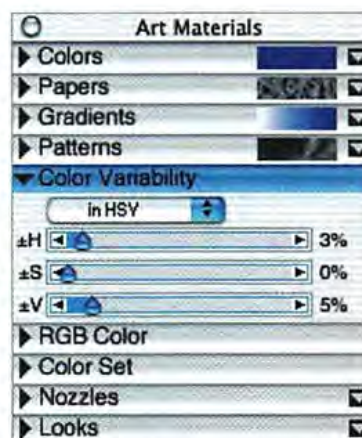 Art Materials
Colors
Papers
Gradients
Patterns
Color Variability
in HSV
±H 3%
±S 0%
±V 5%
RGB Color
Color Set
Nozzles
Looks